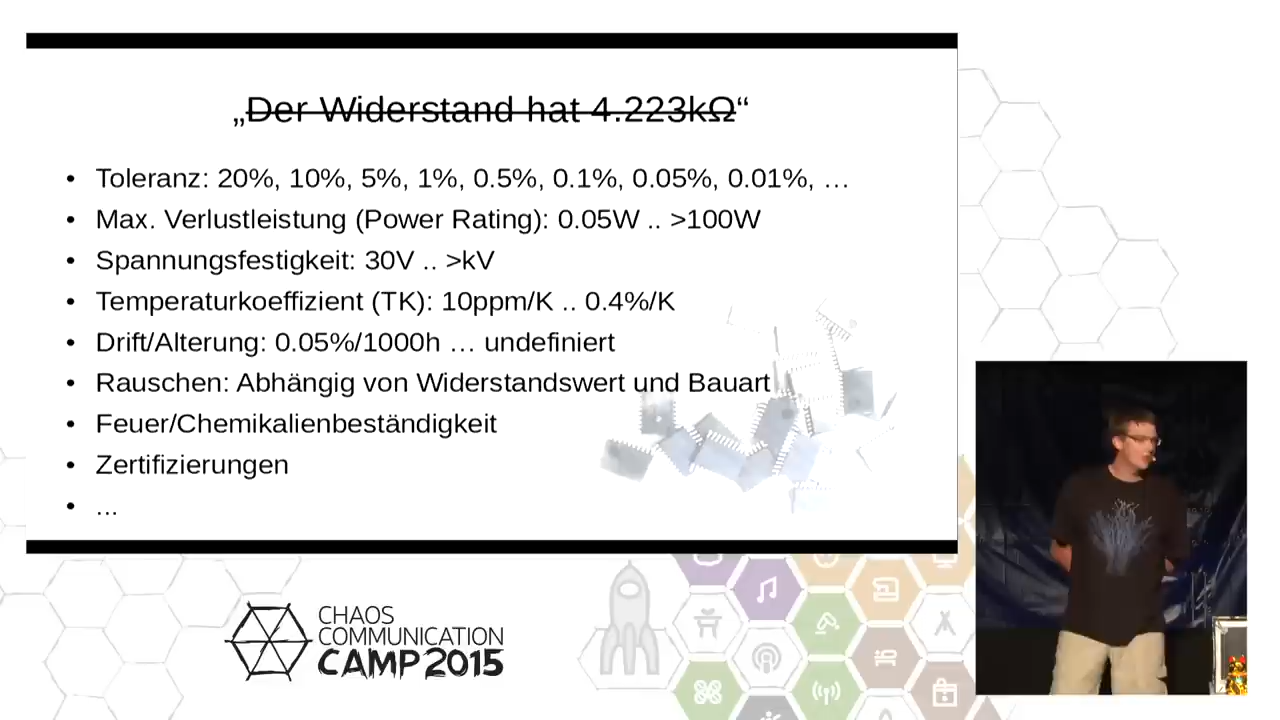 „Der Widerstand hat 4.223kΩ“
• Toleranz: 20%, 10%, 5%, 1%, 0.5%, 0.1%, 0.05%, 0.01%, …
• Max. Verlustleistung (Power Rating): 0.05W .. >100W
• Spannungsfestigkeit: 30V .. >kV
• Temperaturkoeffizient (TK): 10ppm/K .. 0.4%/K
• Drift/Alterung: 0.05%/1000h … undefiniert
• Rauschen: Abhängig von Widerstandswert und Bauart
• Feuer/Chemikalienbeständigkeit
• Zertifizierungen
• ...
CHAOS
COMMUNICATION
CAMP 2015